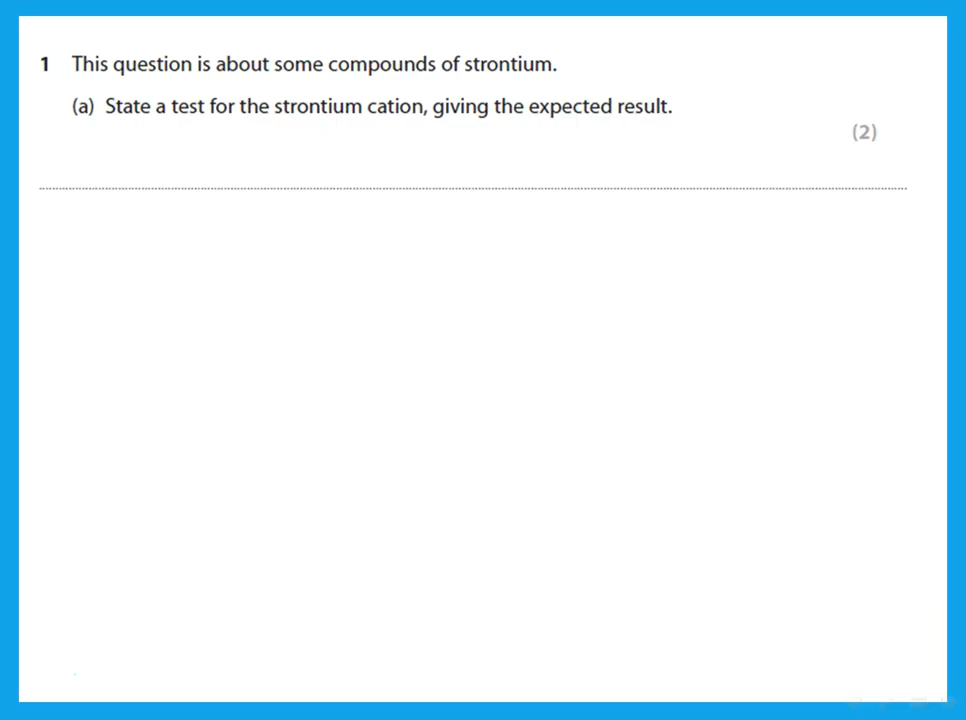 1 This question is about some compounds of strontium.
(a) State a test for the strontium cation, giving the expected result.
(2)